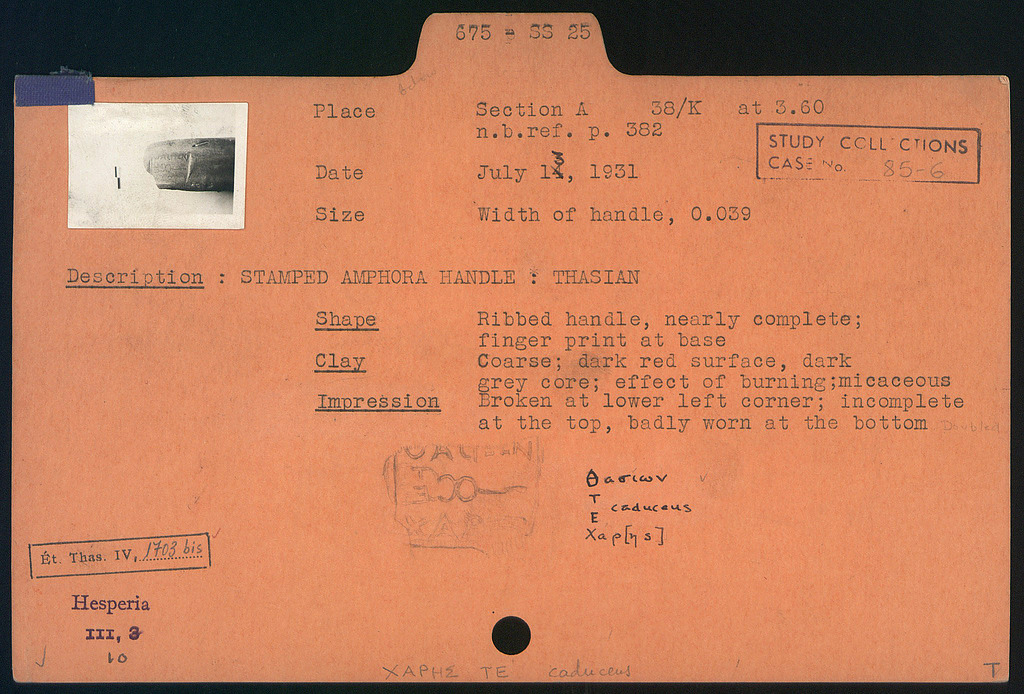 675 = SS 25
Place Section A 38/K at 3.60
n.b.ref. p. 382
STUDY COLLECTIONS
CASE No. 85-6
Date July 13, 1931
Size Width of handle, 0.039
Description : STAMPED AMPHORA HANDLE : THASIAN
Shape Ribbed handle, nearly complete;
finger print at base
Clay Coarse; dark red surface, dark
grey core; effect of burning;micaceous
Impression Broken at lower left corner; incomplete
at the top, badly worn at the bottom Doubled
Θασίων
Τ
Ε caduceus
Χαρ[ης]
Ét. Thas. IV, 1703 bis
Hesperia
III, 3
10
ΧΑΡΗΣ ΤΕ caduceus
T